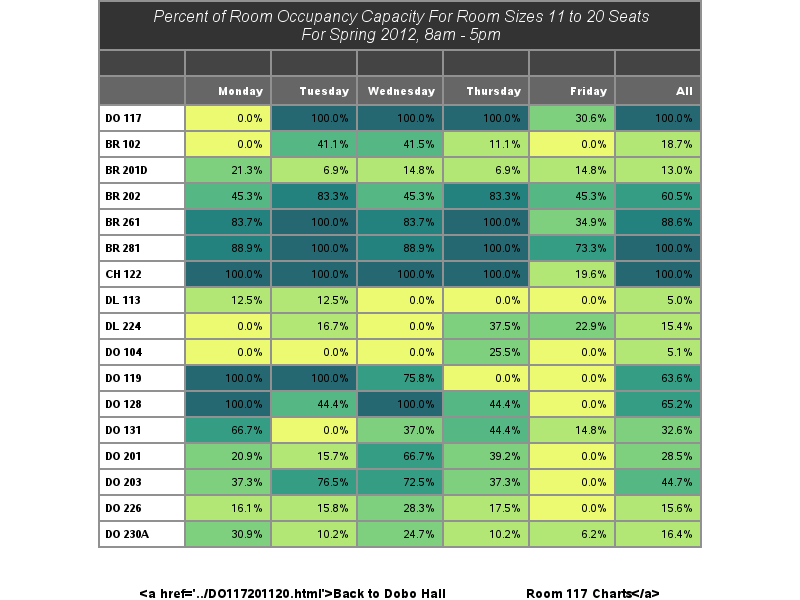 Percent of Room Occupancy Capacity For Room Sizes 11 to 20 Seats
For Spring 2012, 8am - 5pm
Monday Tuesday Wednesday Thursday Friday All
DO 117 0.0% 100.0% 100.0% 100.0% 30.6% 100.0%
BR 102 0.0% 41.1% 41.5% 11.1% 0.0% 18.7%
BR 201D 21.3% 6.9% 14.8% 6.9% 14.8% 13.0%
BR 202 45.3% 83.3% 45.3% 83.3% 45.3% 60.5%
BR 261 83.7% 100.0% 83.7% 100.0% 34.9% 88.6%
BR 281 88.9% 100.0% 88.9% 100.0% 73.3% 100.0%
CH 122 100.0% 100.0% 100.0% 100.0% 19.6% 100.0%
DL 113 12.5% 12.5% 0.0% 0.0% 0.0% 5.0%
DL 224 0.0% 16.7% 0.0% 37.5% 22.9% 15.4%
DO 104 0.0% 0.0% 0.0% 25.5% 0.0% 5.1%
DO 119 100.0% 100.0% 75.8% 0.0% 0.0% 63.6%
DO 128 100.0% 44.4% 100.0% 44.4% 0.0% 65.2%
DO 131 66.7% 0.0% 37.0% 44.4% 14.8% 32.6%
DO 201 20.9% 15.7% 66.7% 39.2% 0.0% 28.5%
DO 203 37.3% 76.5% 72.5% 37.3% 0.0% 44.7%
DO 226 16.1% 15.8% 28.3% 17.5% 0.0% 15.6%
DO 230A 30.9% 10.2% 24.7% 10.2% 6.2% 16.4%
<a href='../DO117201120.html'>Back to Dobo Hall Room 117 Charts</a>